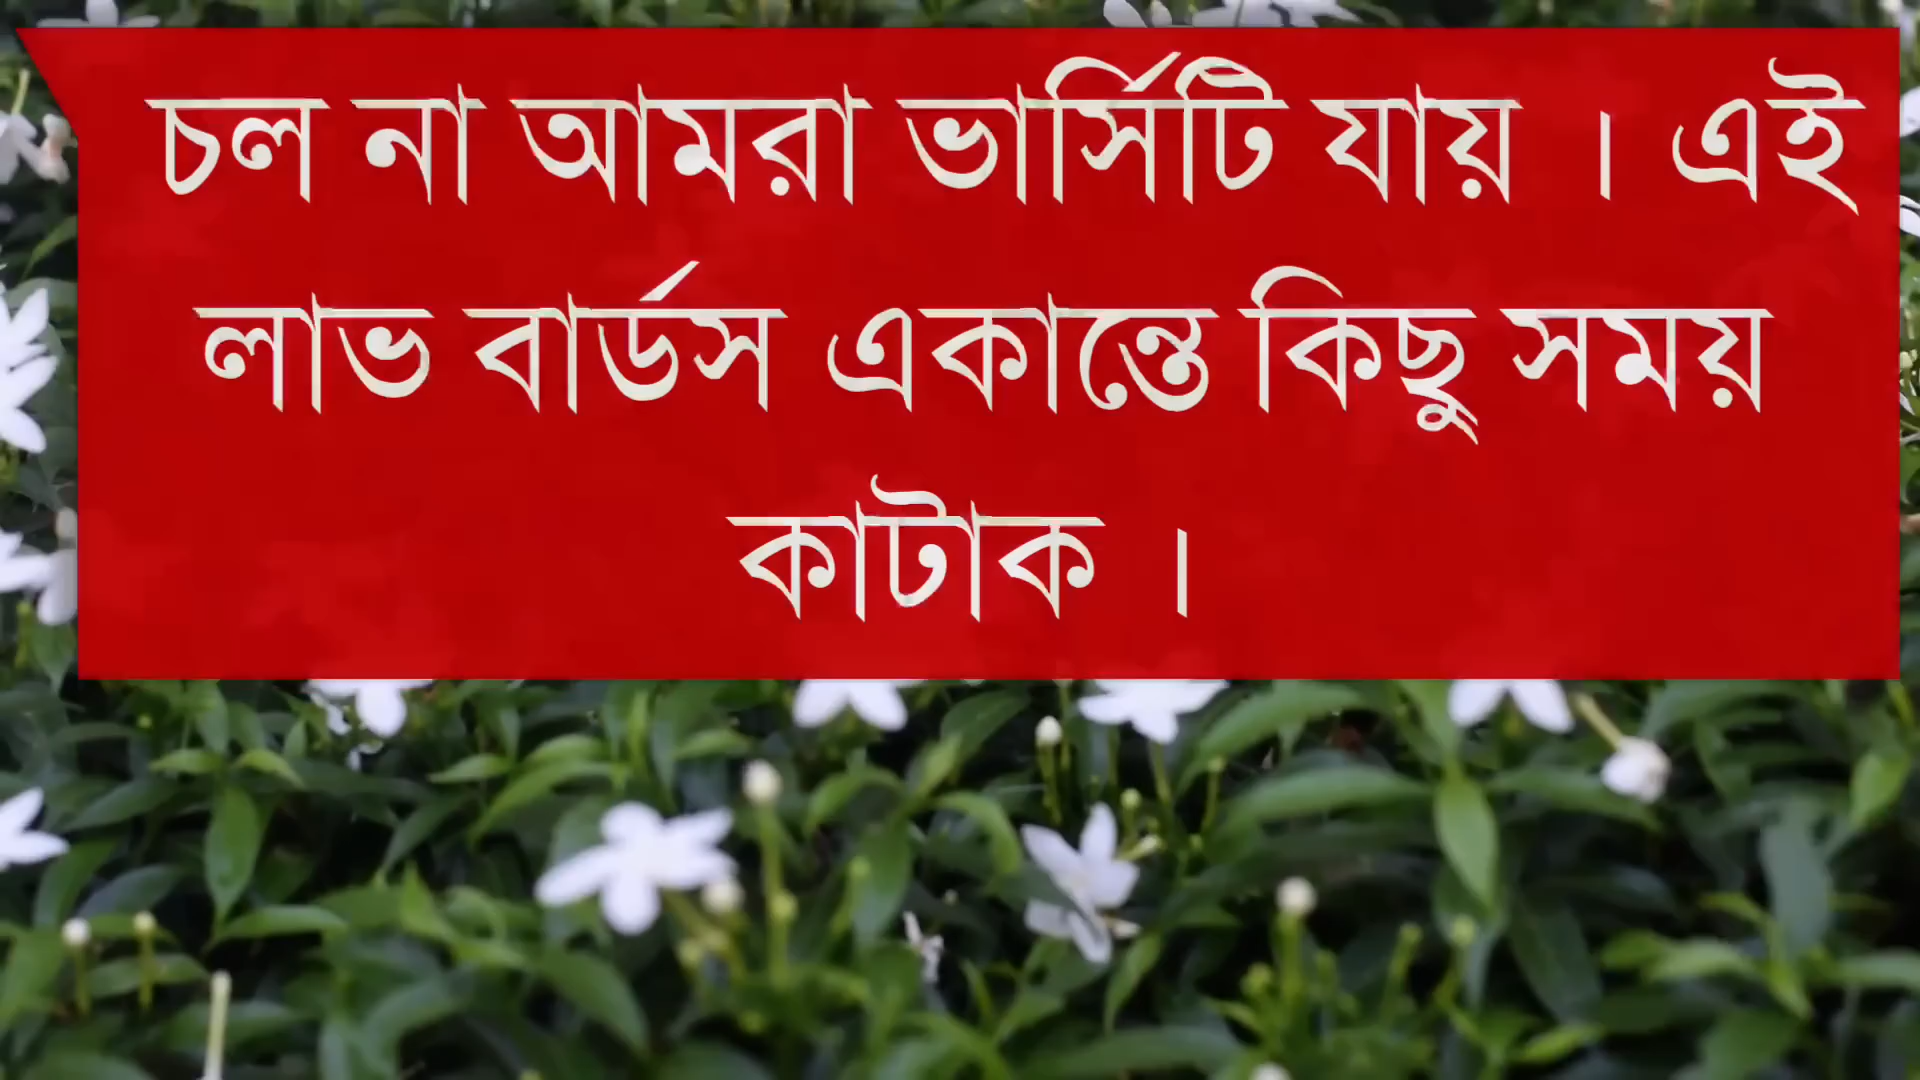 চল না আমরা ভার্সিটি যায় । এই
লাভ বার্ডস একান্তে কিছু সময়
কাটাক ।